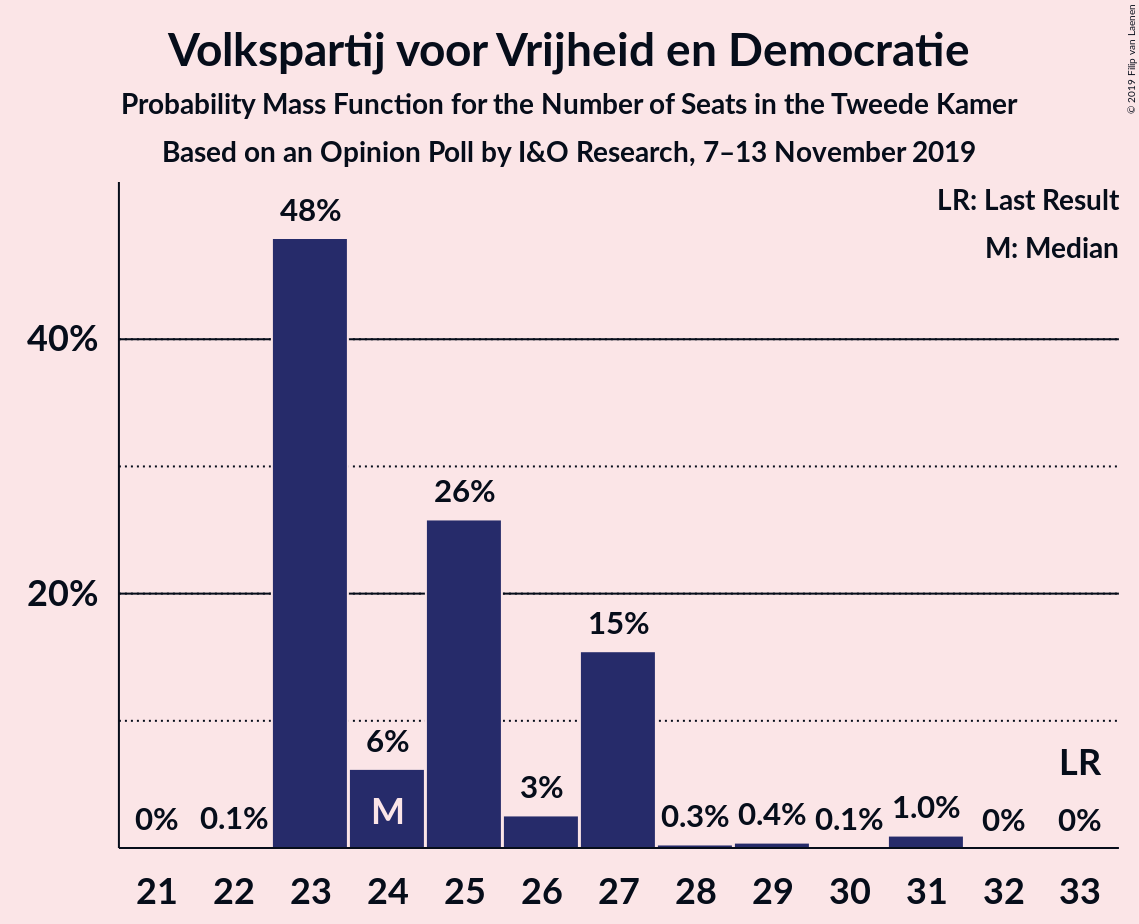 Volkspartij voor Vrijheid en Democratie
Probability Mass Function for the Number of Seats in the Tweede Kamer
Based on an Opinion Poll by I&O Research, 7–13 November 2019
© 2019 Filip van Laenen
LR: Last Result
M: Median
48%
40%
26%
20%
15%
6%
LR
3%
M
0%
0.1%
0.3%
0.4%
0.1%
1.0%
0%
0%
21 22 23 24 25 26 27 28 29 30 31 32 33